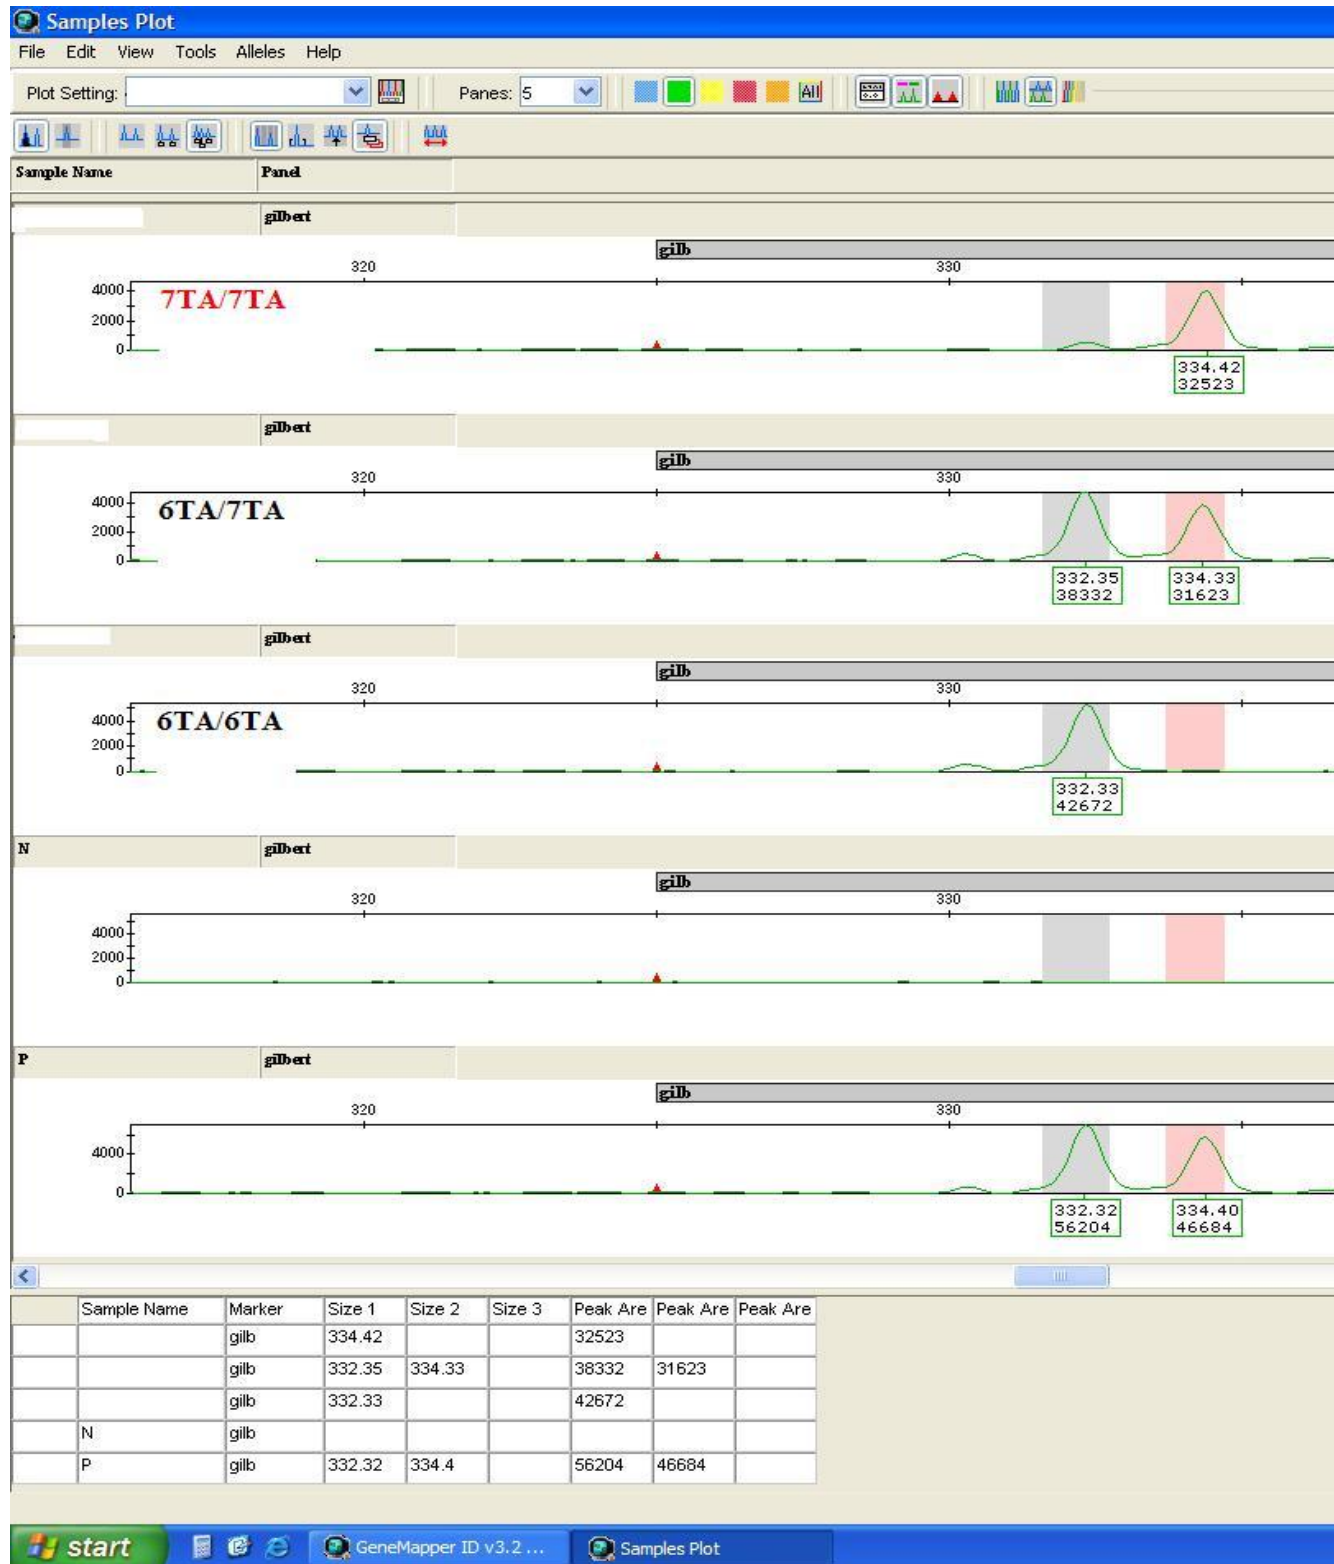 Samples Plot
File Edit View Tools Alleles Help
Plot Setting: Panes: 5 All
Sample Name Panel
gilbert
gilb
320 330
4000
2000
0
7TA/7TA
334.42
32523
gilbert
gilb
320 330
4000
2000
0
6TA/7TA
332.35 334.33
38332 31623
gilbert
gilb
320 330
4000
2000
0
6TA/6TA
332.33
42672
N gilbert
gilb
320 330
4000
2000
0
P gilbert
gilb
320 330
4000
0
332.32 334.40
56204 46684
Sample Name Marker Size 1 Size 2 Size 3 Peak Are Peak Are Peak Are
gilb 334.42 32523
gilb 332.35 334.33 38332 31623
gilb 332.33 42672
N gilb
P gilb 332.32 334.4 56204 46684
start GeneMapper ID v3.2 ... Samples Plot